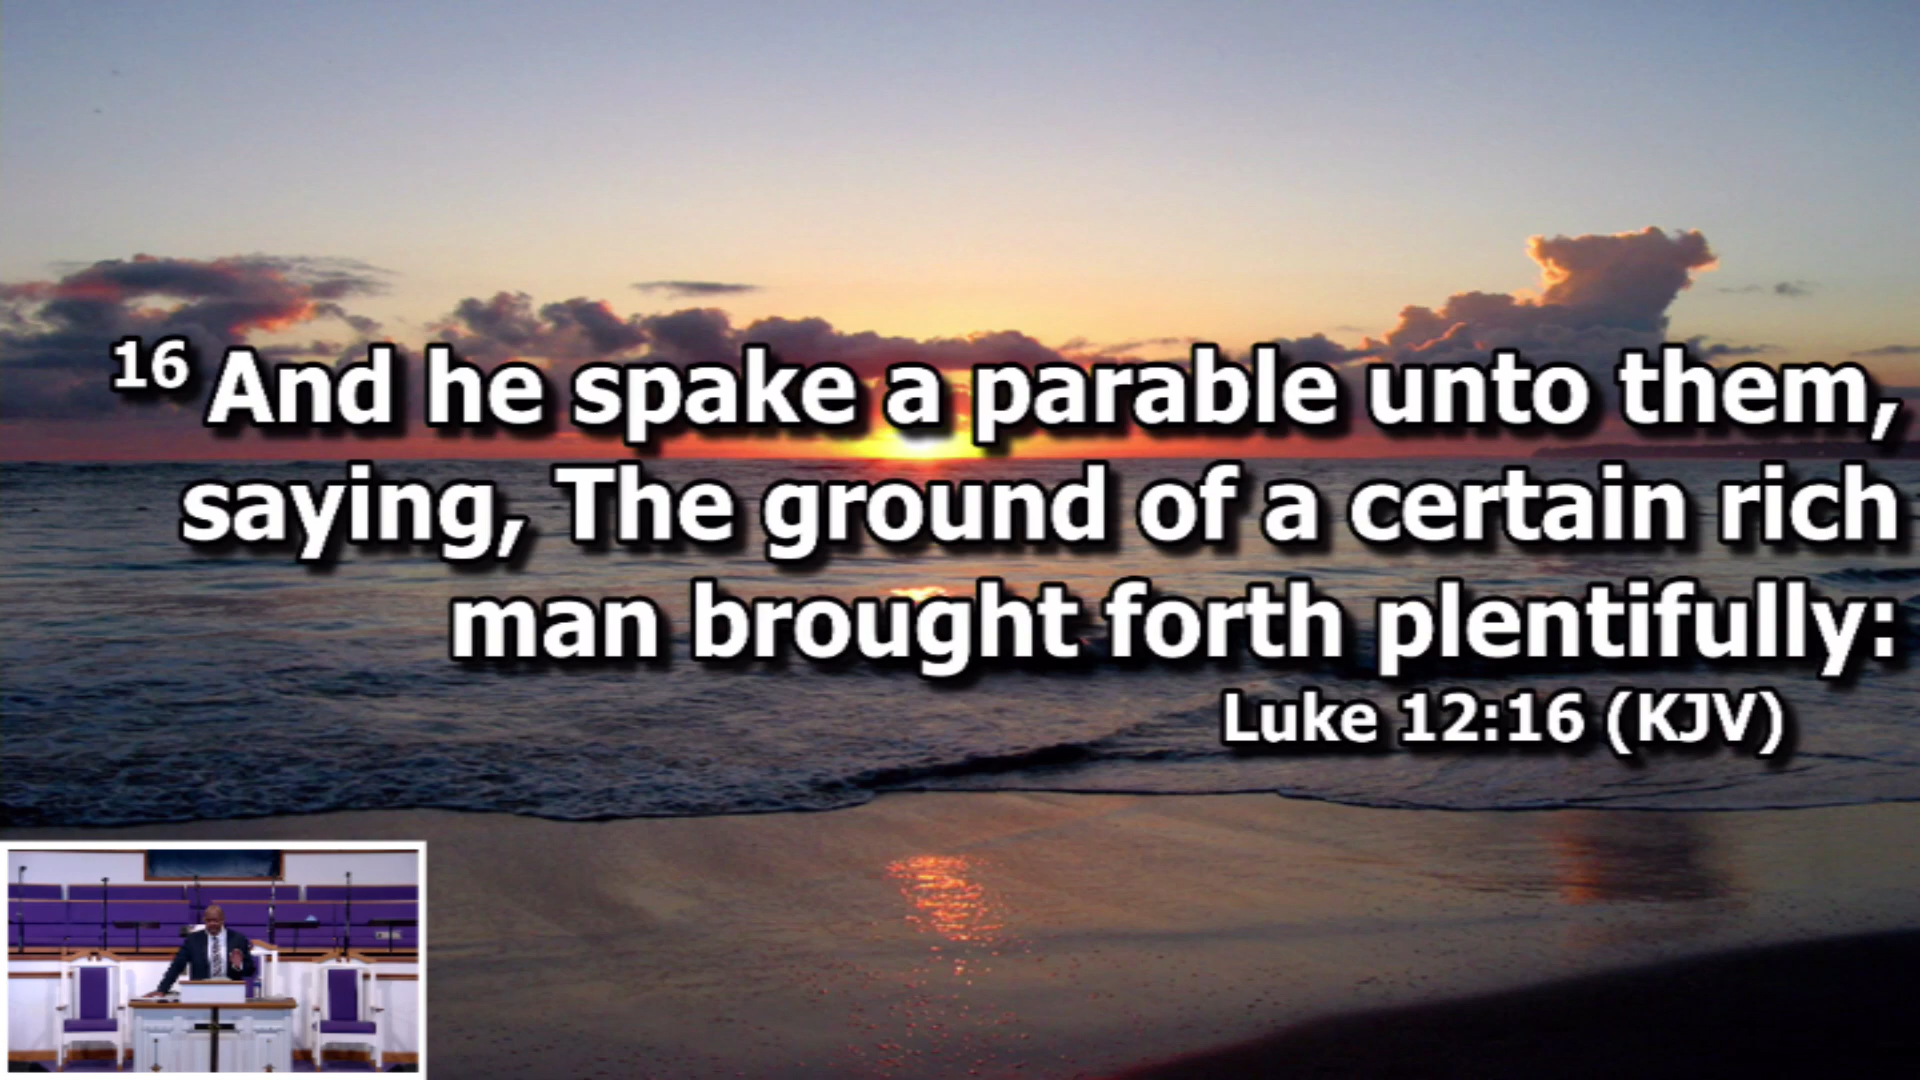 16 And he spake a parable unto them,
saying, The ground of a certain rich
man brought forth plentifully:
Luke 12:16 (KJV)